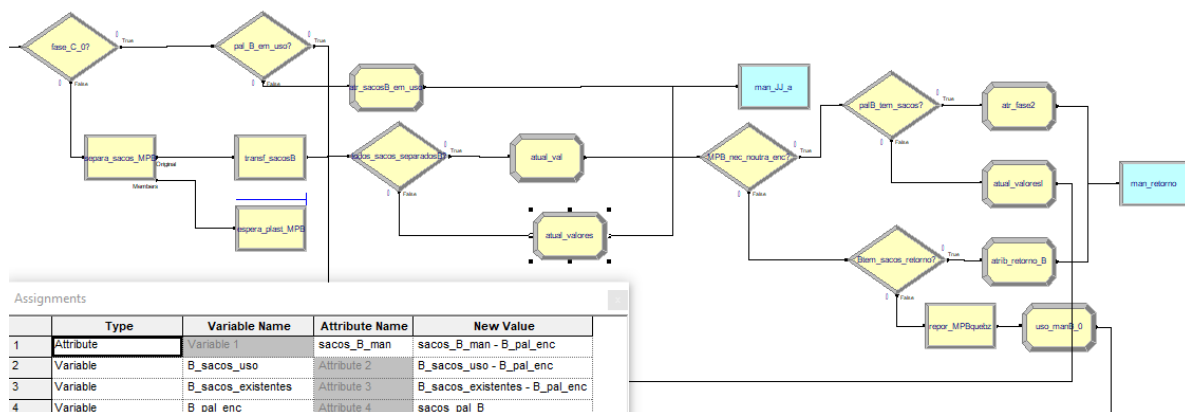 fase_C_0?
True
False
pal_B_em_uso?
True
False
atr_sacosB_em_uso
man_JJ_a
separa_sacos_MPB
Original
Members
transf_sacosB
espera_plast_MPB
todos_sacos_separadosB?
True
False
atual_val
atual_valores
MPB_nec_noutra_enc?
True
False
palB_tem_sacos?
True
False
atr_fase2
atual_valoresI
man_retorno
Btem_sacos_retorno?
True
False
atrib_retorno_B
repor_MPBquebz
uso_manB_0
Assignments
Type Variable Name Attribute Name New Value
1 Attribute Variable 1 sacos_B_man sacos_B_man - B_pal_enc
2 Variable B_sacos_uso Attribute 2 B_sacos_uso - B_pal_enc
3 Variable B_sacos_existentes Attribute 3 B_sacos_existentes - B_pal_enc
4 Variable B_pal_enc Attribute 4 sacos_pal_B